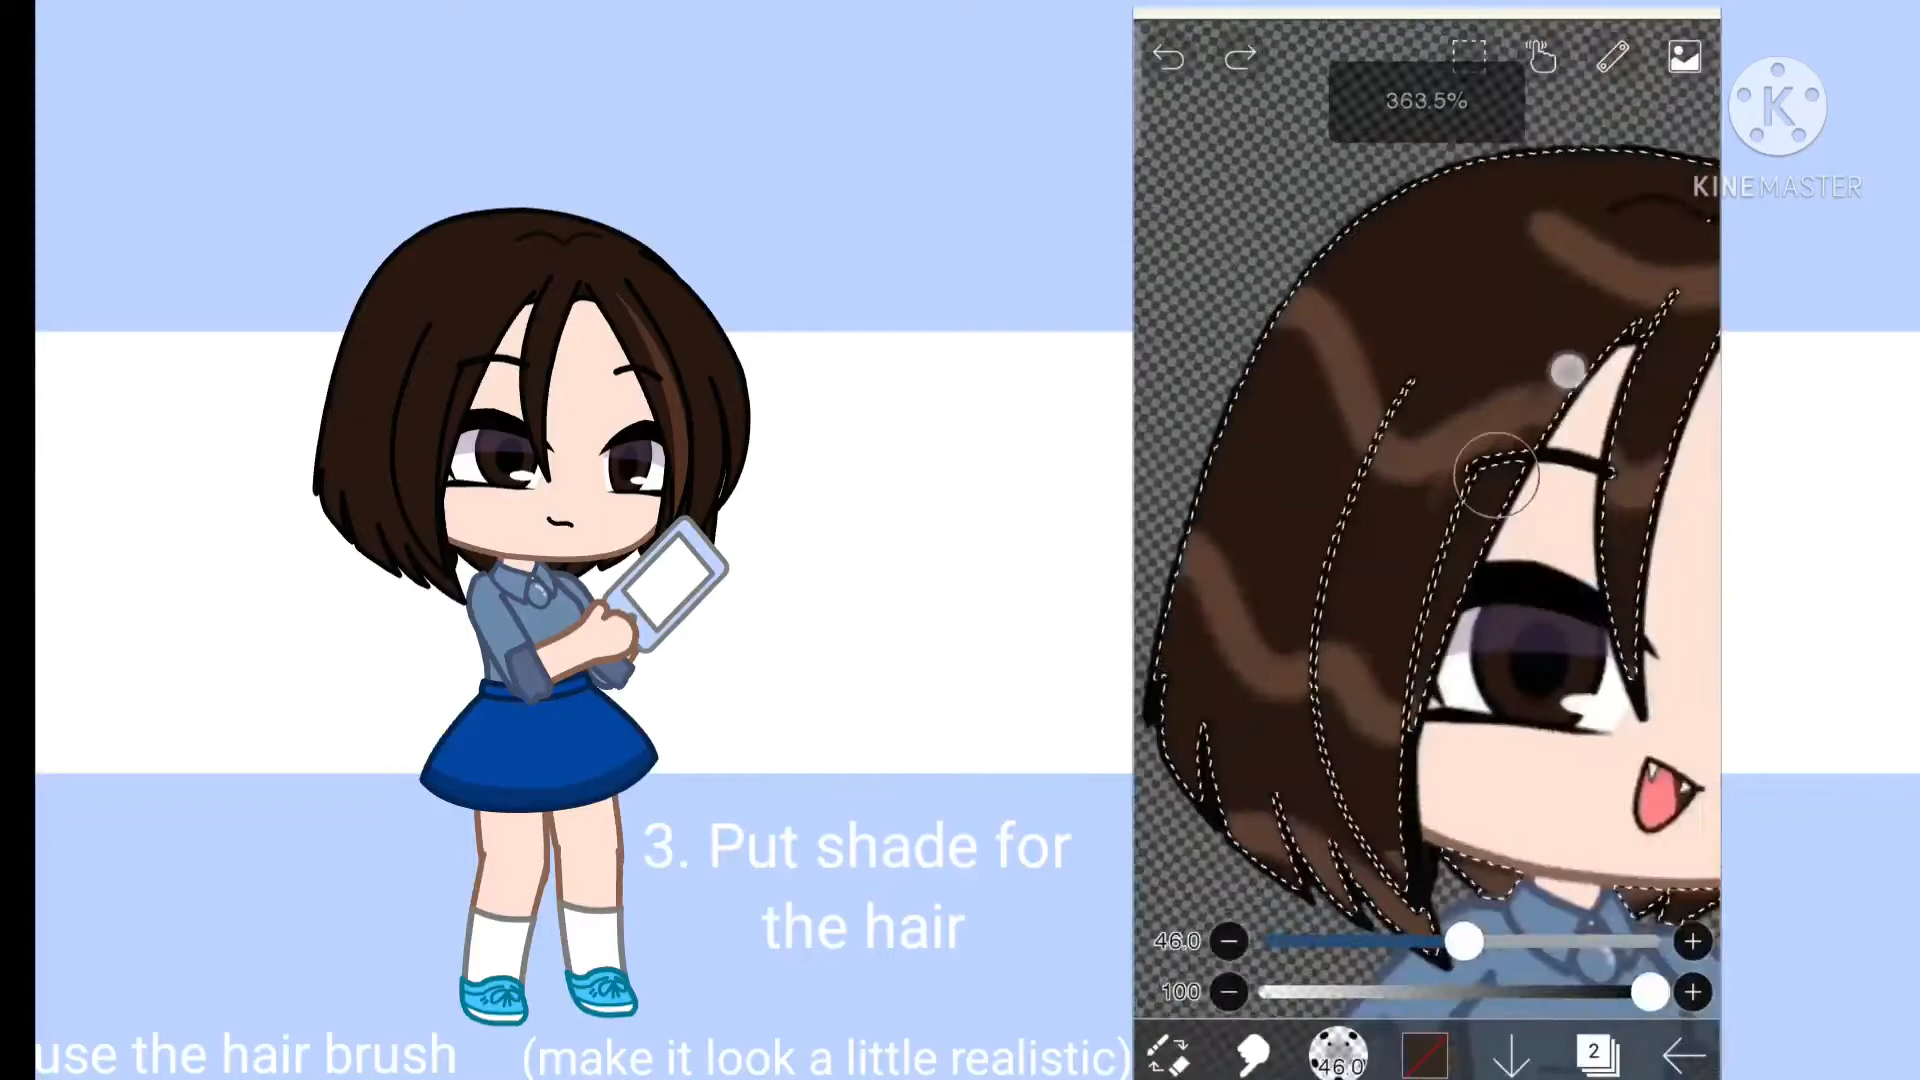 363.5%
K
KINEMASTER
3. Put shade for
the hair
46.0
100
use the hair brush
(make it look a little realistic)
46.0
2